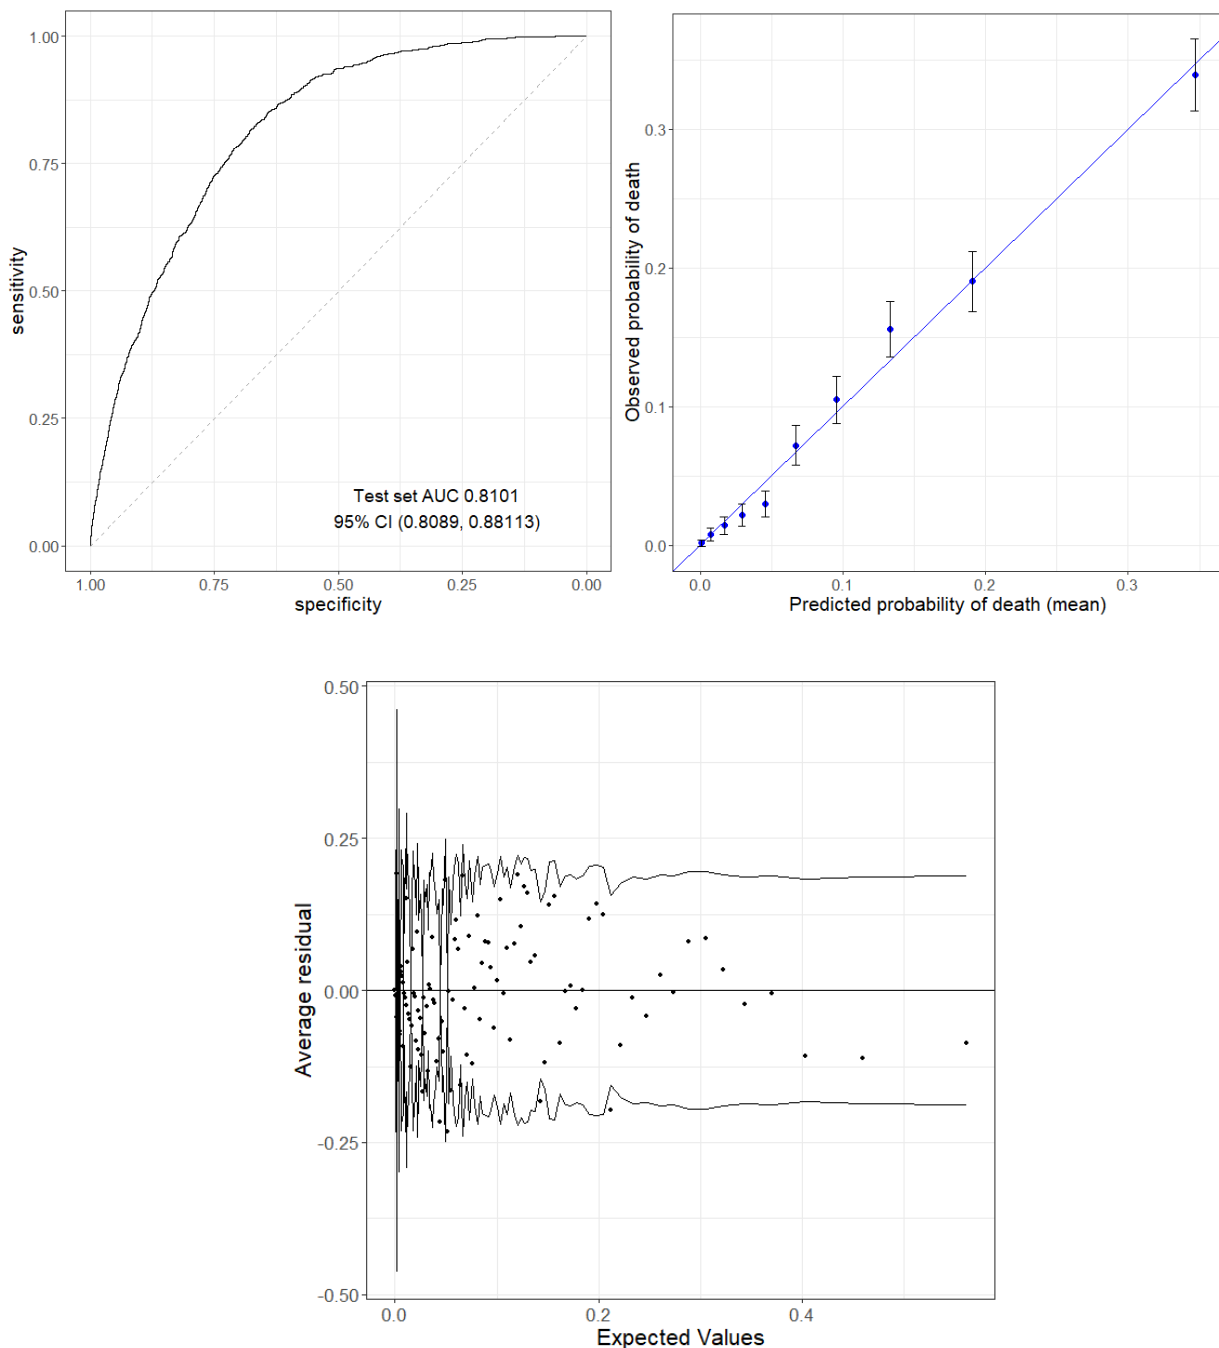 1.00
0.75
0.50
0.25
0.00
sensitivity
Test set AUC 0.8101
95% CI (0.8089, 0.88113)
1.00 0.75 0.50 0.25 0.00
specificity
0.3
0.2
0.1
0.0
Observed probability of death
0.0 0.1 0.2 0.3
Predicted probability of death (mean)
0.50
0.25
0.00
-0.25
-0.50
Average residual
0.0 0.2 0.4
Expected Values